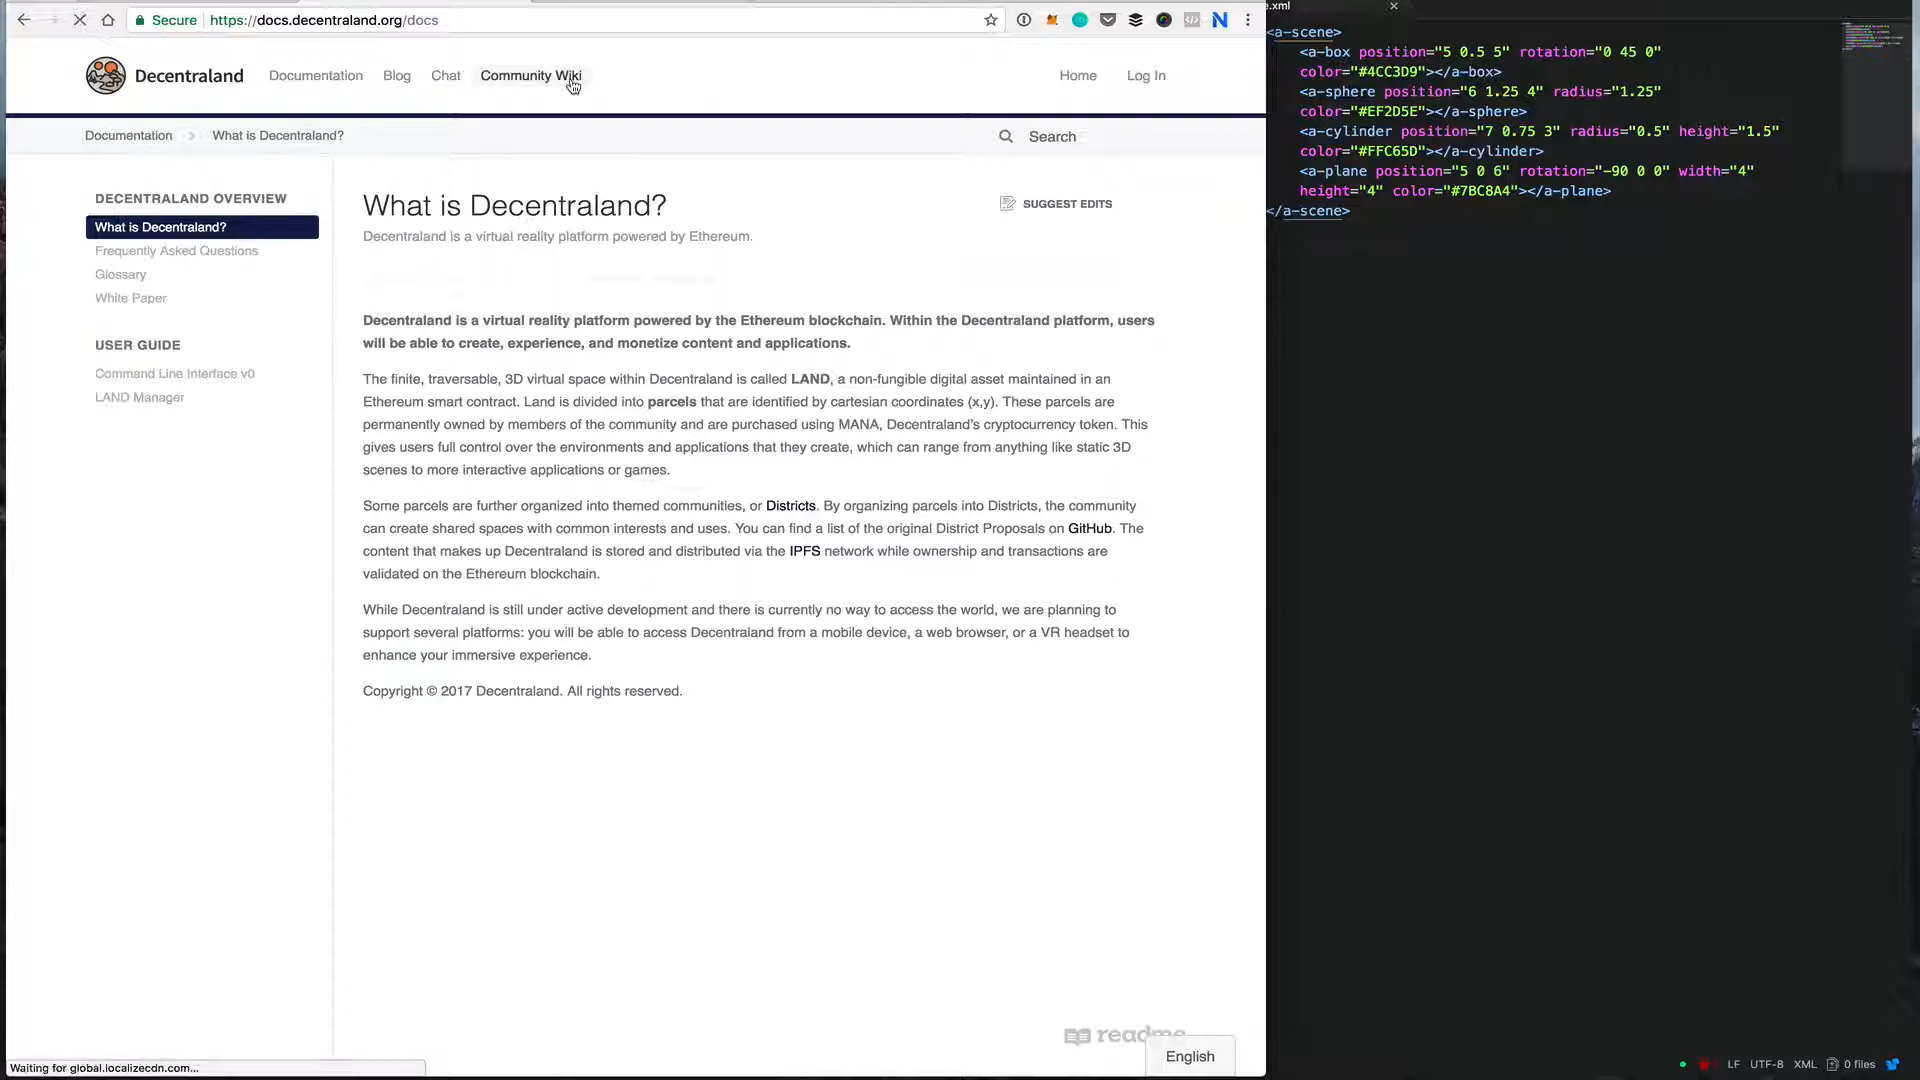 Secure https://docs.decentraland.org/docs
Decentraland Documentation Blog Chat Community Wiki Home Log In
Documentation What is Decentraland? Search
DECENTRALAND OVERVIEW
What is Decentraland?
Frequently Asked Questions
Glossary
White Paper
USER GUIDE
Command Line Interface v0
LAND Manager
What is Decentraland?
SUGGEST EDITS
Decentraland is a virtual reality platform powered by Ethereum.
Decentraland is a virtual reality platform powered by the Ethereum blockchain. Within the Decentraland platform, users
will be able to create, experience, and monetize content and applications.
The finite, traversable, 3D virtual space within Decentraland is called LAND, a non-fungible digital asset maintained in an
Ethereum smart contract. Land is divided into parcels that are identified by cartesian coordinates (x,y). These parcels are
permanently owned by members of the community and are purchased using MANA, Decentraland's cryptocurrency token. This
gives users full control over the environments and applications that they create, which can range from anything like static 3D
scenes to more interactive applications or games.
Some parcels are further organized into themed communities, or Districts. By organizing parcels into Districts, the community
can create shared spaces with common interests and uses. You can find a list of the original District Proposals on GitHub. The
content that makes up Decentraland is stored and distributed via the IPFS network while ownership and transactions are
validated on the Ethereum blockchain.
While Decentraland is still under active development and there is currently no way to access the world, we are planning to
support several platforms: you will be able to access Decentraland from a mobile device, a web browser, or a VR headset to
enhance your immersive experience.
Copyright © 2017 Decentraland. All rights reserved.
readme
English
Waiting for global.localizecdn.com...
e.xml
<a-scene>
<a-box position="5 0.5 5" rotation="0 45 0"
color="#4CC3D9"></a-box>
<a-sphere position="6 1.25 4" radius="1.25"
color="#EF2D5E"></a-sphere>
<a-cylinder position="7 0.75 3" radius="0.5" height="1.5"
color="#FFC65D"></a-cylinder>
<a-plane position="5 0 6" rotation="-90 0 0" width="4"
height="4" color="#7BC8A4"></a-plane>
</a-scene>
LF UTF-8 XML 0 files